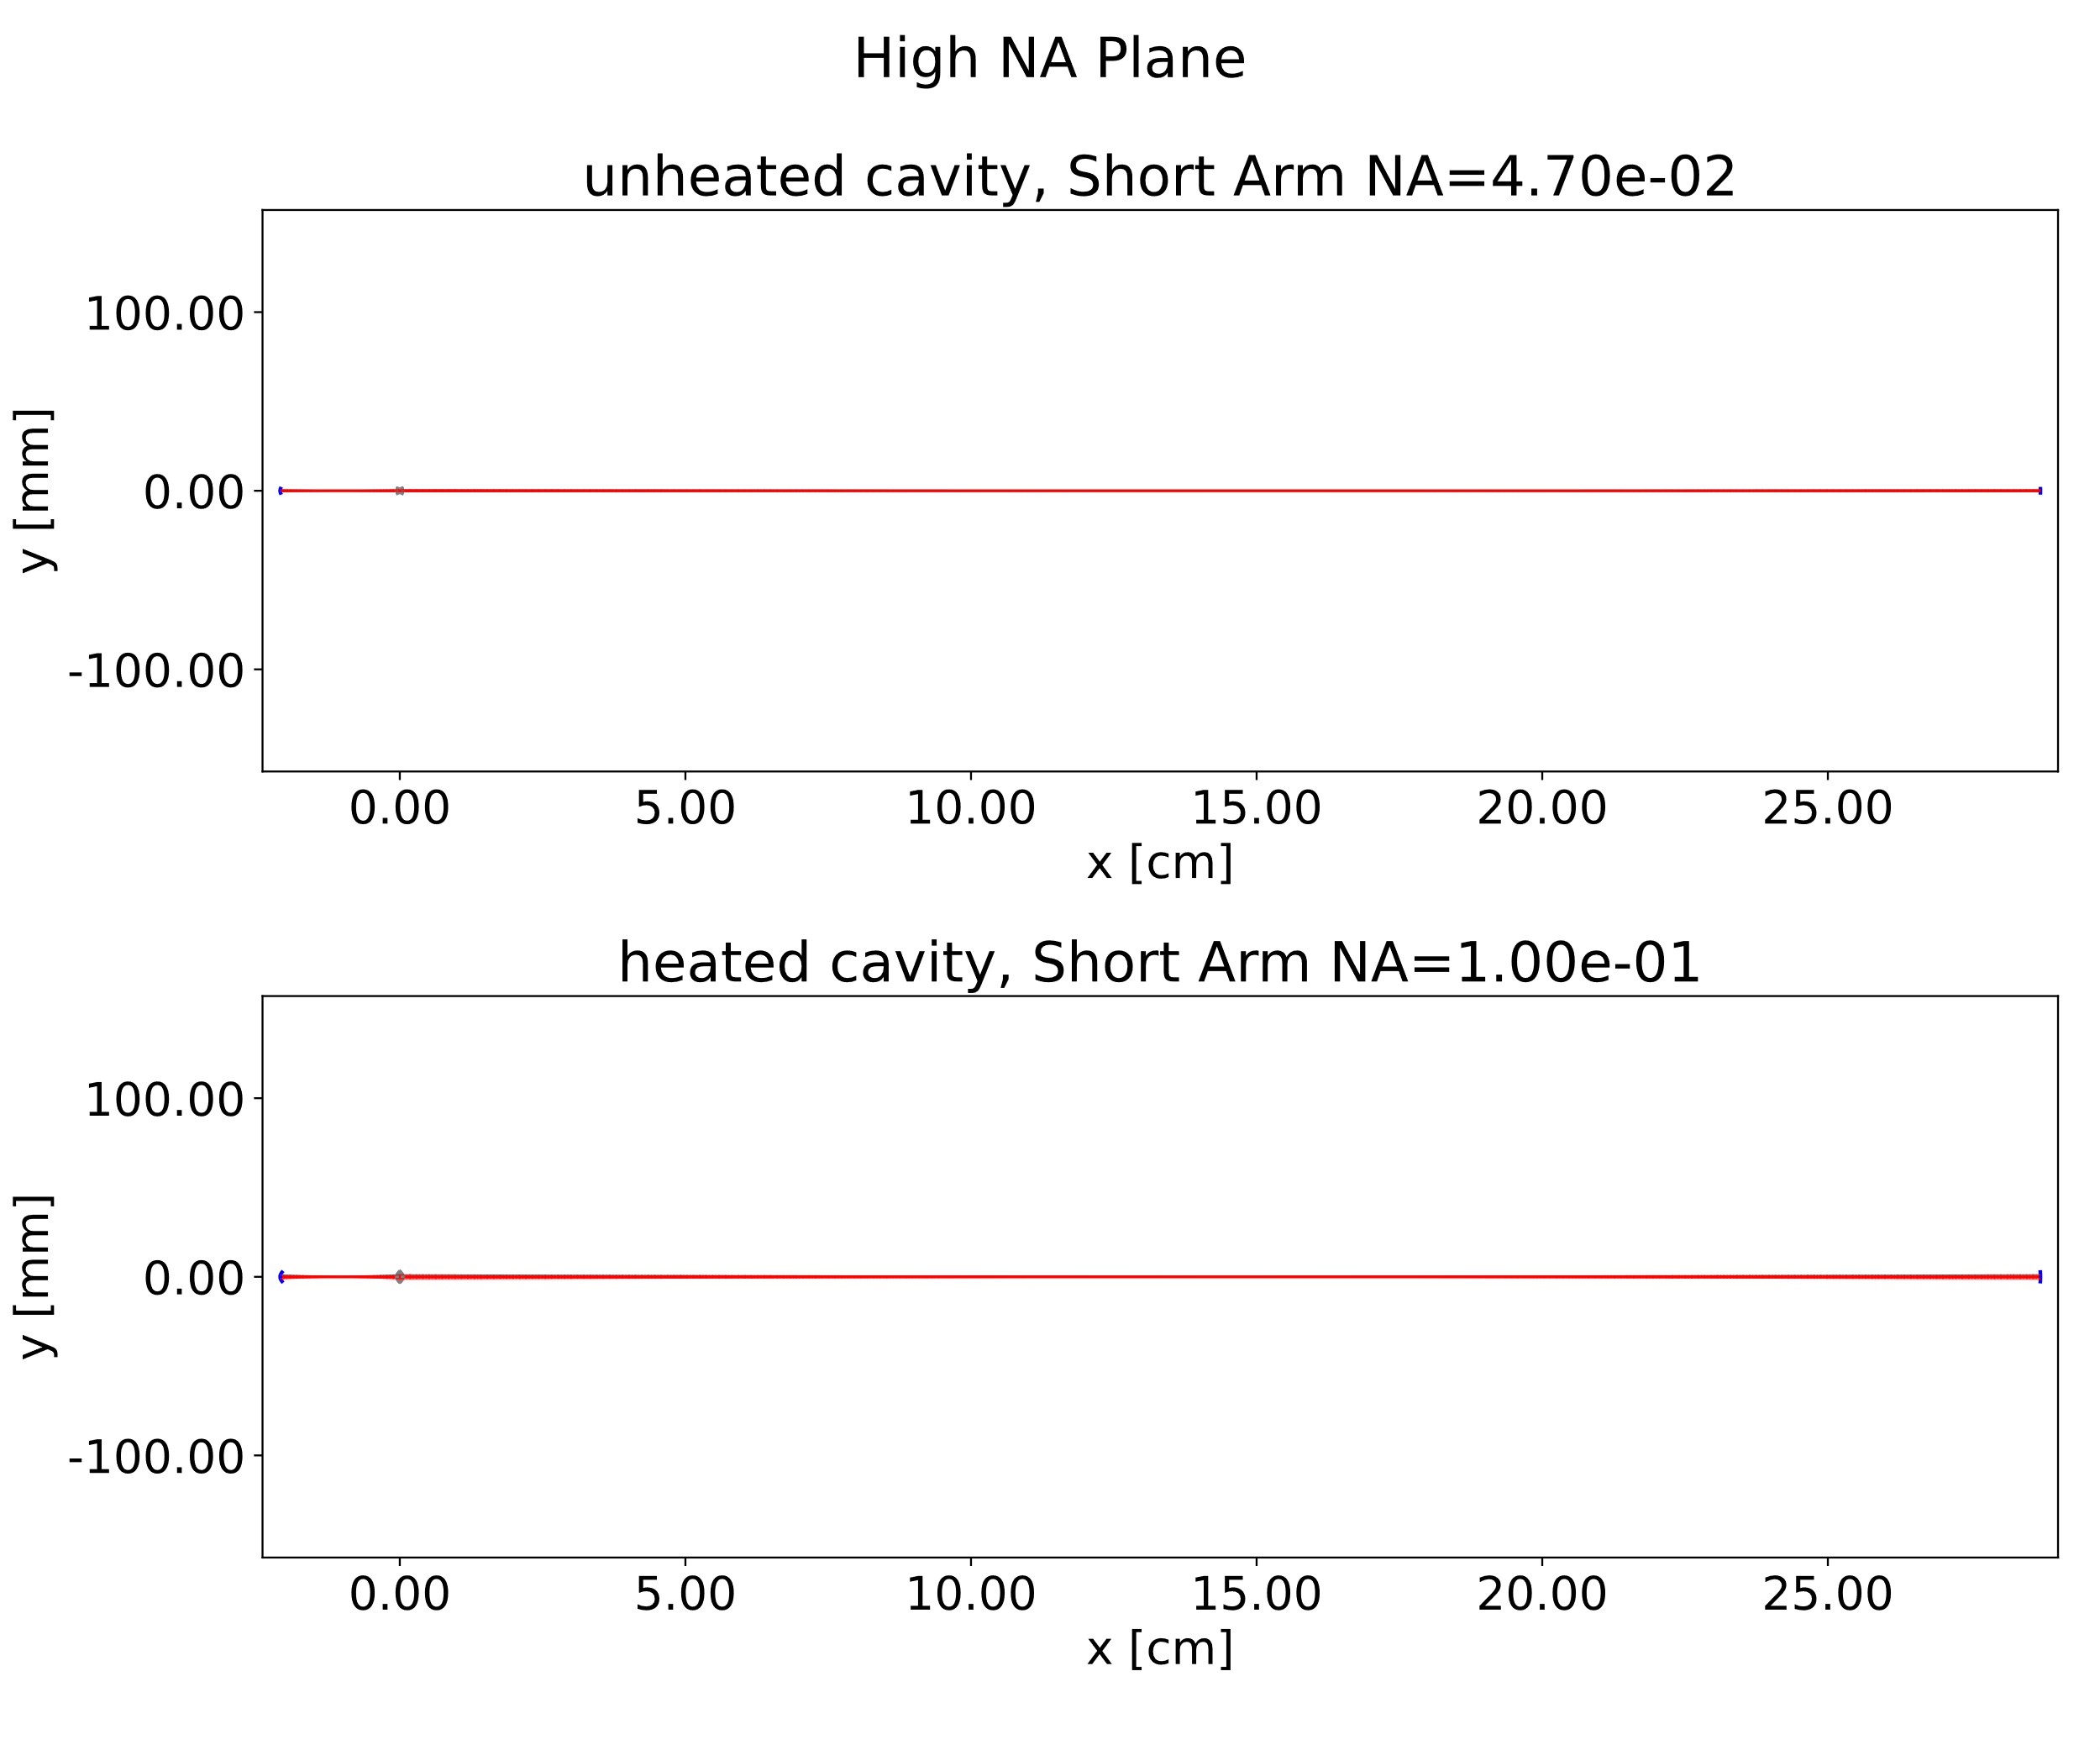 High NA Plane
unheated cavity, Short Arm NA=4.70e-02
y [mm]
100.00
0.00
-100.00
0.00 5.00 10.00 15.00 20.00 25.00
x [cm]
heated cavity, Short Arm NA=1.00e-01
y [mm]
100.00
0.00
-100.00
0.00 5.00 10.00 15.00 20.00 25.00
x [cm]